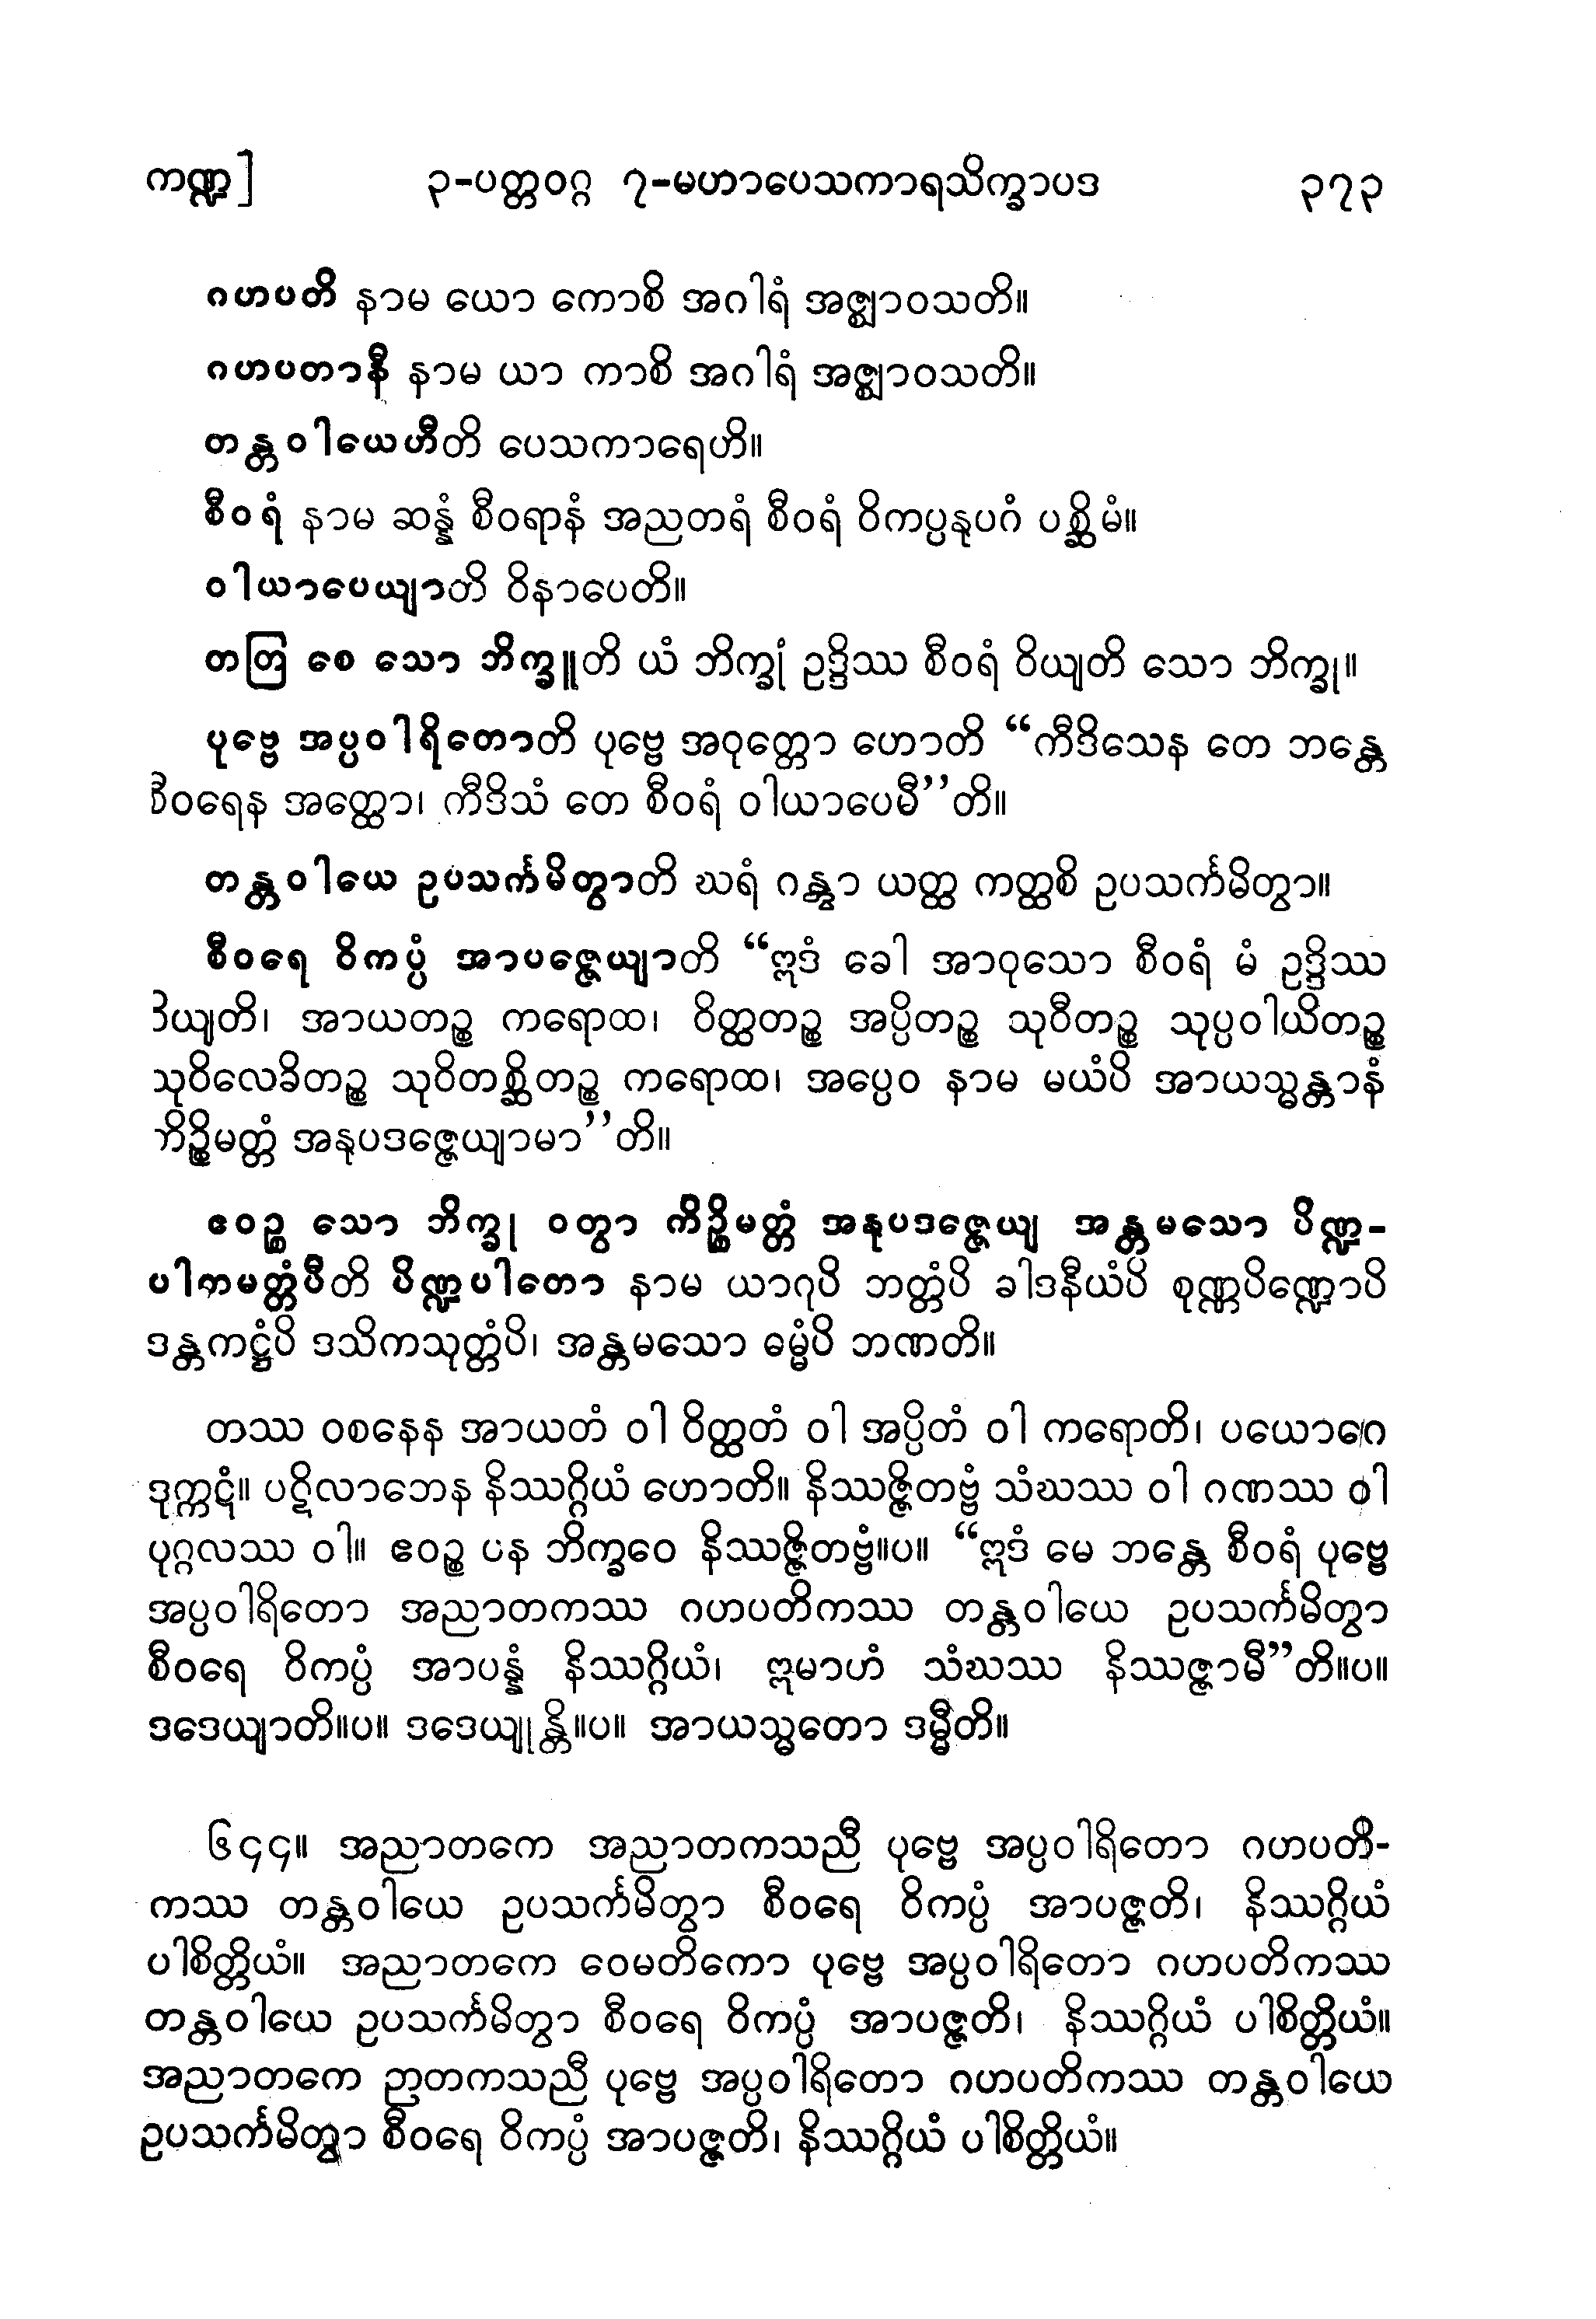 ကဏ္ဍ] ၃-ပတ္တဝဂ္ဂ ၇-မဟာပေသကာရသိက္ခာပဒ ၃၇၃
ဂဟပတိ နာမ ယော ကောစိ အဂါရံ အဇ္ဈာဝသတိ။
ဂဟပတာနီ နာမ ယာ ကာစိ အဂါရံ အဇ္ဈာဝသတိ။
တန္တဝါယေဟီတိ ပေသကာရေဟိ။
စီဝရံ နာမ ဆန္နံ စီဝရာနံ အညတရံ စီဝရံ ဝိကပ္ပနုပဂံ ပစ္ဆိမံ။
ဝါယာပေယျာတိ ဝိနာပေတိ။
တတြ စေ သော ဘိက္ခူတိ ယံ ဘိက္ခုံ ဥဒ္ဒိဿ စီဝရံ ဝိယျတိ သော ဘိက္ခု။
ပုဗ္ဗေ အပ္ပဝါရိတောတိ ပုဗ္ဗေ အဝုတ္တော ဟောတိ “ကီဒိသေန တေ ဘန္တေ
စီဝရေန အတ္ထော၊ ကီဒိသံ တေ စီဝရံ ဝါယာပေမီ’’တိ။
တန္တဝါယေ ဥပသင်္ကမိတွာတိ ဃရံ ဂန္တွာ ယတ္ထ ကတ္ထစိ ဥပသင်္ကမိတွာ။
စီဝရေ ဝိကပ္ပံ အာပဇ္ဇေယျာတိ “ဣဒံ ခေါ အာဝုသော စီဝရံ မံ ဥဒ္ဒိဿ
ဝိယျတိ၊ အာယတဉ္စ ကရောထ၊ ဝိတ္ထတဉ္စ အပ္ပိတဉ္စ သုဝီတဉ္စ သုပ္ပဝါယိတဉ္စ
သုဝိလေခိတဉ္စ သုဝိတစ္ဆိတဉ္စ ကရောထ၊ အပ္ပေဝ နာမ မယံပိ အာယသ္မန္တာနံ
ကိဉ္စိမတ္တံ အနုပဒဇ္ဇေယျာမာ’’တိ။
ဧဝဉ္စ သော ဘိက္ခု ဝတွာ ကိဉ္စိမတ္တံ အနုပဒဇ္ဇေယျ အန္တမသော ပိဏ္ဍ-
ပါတမတ္တံပီတိ ပိဏ္ဍပါတော နာမ ယာဂုပိ ဘတ္တံပိ ခါဒနီယံပိ စုဏ္ဏပိဏ္ဍောပိ
ဒန္တကဋ္ဌံပိ ဒသိကသုတ္တံပိ၊ အန္တမသော ဓမ္မံပိ ဘဏတိ။
တဿ ဝစနေန အာယတံ ဝါ ဝိတ္ထတံ ဝါ အပ္ပိတံ ဝါ ကရောတိ၊ ပယောဂေ
ဒုက္ကဋံ။ ပဋိလာဘေန နိဿဂ္ဂိယံ ဟောတိ။ နိဿဇ္ဇိတဗ္ဗံ သံဃဿ ဝါ ဂဏဿ ဝါ
ပုဂ္ဂလဿ ဝါ။ ဧဝဉ္စ ပန ဘိက္ခဝေ နိဿဇ္ဇိတဗ္ဗံ။ပ။ “ဣဒံ မေ ဘန္တေ စီဝရံ ပုဗ္ဗေ
အပ္ပဝါရိတော အညာတကဿ ဂဟပတိကဿ တန္တဝါယေ ဥပသင်္ကမိတွာ
စီဝရေ ဝိကပ္ပံ အာပန္နံ နိဿဂ္ဂိယံ၊ ဣမာဟံ သံဃဿ နိဿဇ္ဇာမီ”တိ။ပ။
ဒဒေယျာတိ။ပ။ ဒဒေယျုန္တိ။ပ။ အာယသ္မတော ဒမ္မီတိ။
၆၄၄။ အညာတကေ အညာတကသညီ ပုဗ္ဗေ အပ္ပဝါရိတော ဂဟပတိ-
ကဿ တန္တဝါယေ ဥပသင်္ကမိတွာ စီဝရေ ဝိကပ္ပံ အာပဇ္ဇတိ၊ နိဿဂ္ဂိယံ
ပါစိတ္တိယံ။ အညာတကေ ဝေမတိကော ပုဗ္ဗေ အပ္ပဝါရိတော ဂဟပတိကဿ
တန္တဝါယေ ဥပသင်္ကမိတွာ စီဝရေ ဝိကပ္ပံ အာပဇ္ဇတိ၊ နိဿဂ္ဂိယံ ပါစိတ္တိယံ။
အညာတကေ ဉာတကသညီ ပုဗ္ဗေ အပ္ပဝါရိတော ဂဟပတိကဿ တန္တဝါယေ
ဥပသင်္ကမိတွာ စီဝရေ ဝိကပ္ပံ အာပဇ္ဇတိ၊ နိဿဂ္ဂိယံ ပါစိတ္တိယံ။